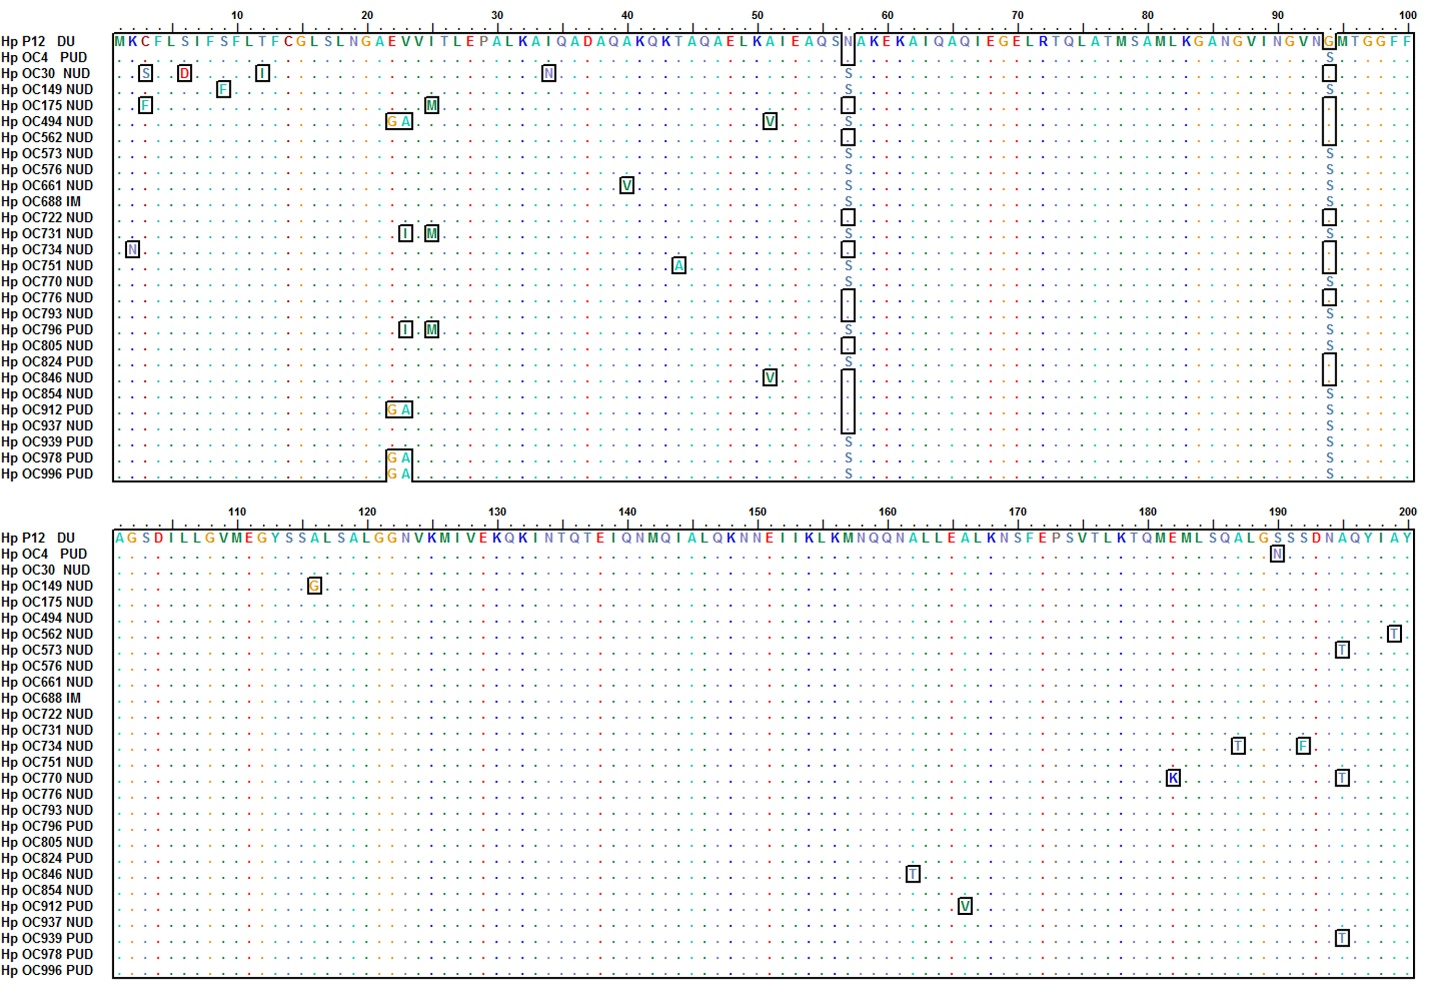 10 20 30 40 50 60 70 80 90 100
Hp P12 DU MKCFLSIFSFLTFCGLSLNGAEVVITLEPALKAIQADAQAKQKTAQAELKAIEAQSNAKEKAIQAQIEGELRTQLATMSAMLKGANGVINGVNGMTGGFF
Hp OC4 PUD S
Hp OC30 NUD S D I N S
Hp OC149 NUD F S S
Hp OC175 NUD F M
Hp OC494 NUD G A V S
Hp OC562 NUD
Hp OC573 NUD S S
Hp OC576 NUD S S
Hp OC661 NUD V S S
Hp OC688 IM S S
Hp OC722 NUD
Hp OC731 NUD I M S S
Hp OC734 NUD N
Hp OC751 NUD A S
Hp OC770 NUD S S
Hp OC776 NUD
Hp OC793 NUD S
Hp OC796 PUD I M S S
Hp OC805 NUD S
Hp OC824 PUD S
Hp OC846 NUD V
Hp OC854 NUD S
Hp OC912 PUD G A S
Hp OC937 NUD S
Hp OC939 PUD S S
Hp OC978 PUD G A S S
Hp OC996 PUD G A S S
110 120 130 140 150 160 170 180 190 200
Hp P12 DU AGSDILLGVMEGYSSALSALGGNVKMIVEKQKINTQTEIQNMQIALQKNNEIIKLKMNQQNALLEALKNSFEPSVTLKTQMEMLSQALGSSSDNAQYIAY
Hp OC4 PUD N
Hp OC30 NUD
Hp OC149 NUD G
Hp OC175 NUD
Hp OC494 NUD
Hp OC562 NUD T
Hp OC573 NUD T
Hp OC576 NUD
Hp OC661 NUD
Hp OC688 IM
Hp OC722 NUD
Hp OC731 NUD
Hp OC734 NUD T F
Hp OC751 NUD
Hp OC770 NUD K T
Hp OC776 NUD
Hp OC793 NUD
Hp OC796 PUD
Hp OC805 NUD
Hp OC824 PUD
Hp OC846 NUD T
Hp OC854 NUD
Hp OC912 PUD V
Hp OC937 NUD
Hp OC939 PUD T
Hp OC978 PUD
Hp OC996 PUD